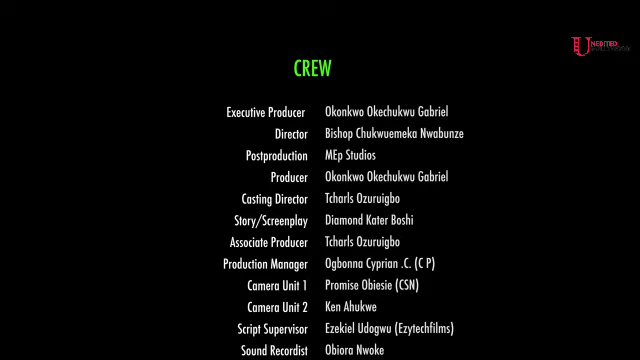 UNEDITED
NOLLYWOOD
CREW
Executive Producer Okonkwo Okechukwu Gabriel
Director Bishop Chukwuemeka Nwabunze
Postproduction MEp Studios
Producer Okonkwo Okechukwu Gabriel
Casting Director Tcharls Ozuruigbo
Story/Screenplay Diamond Kater Boshi
Associate Producer Tcharls Ozuruigbo
Production Manager Ogbonna Cyprian .C. (C P)
Camera Unit 1 Promise Obiesie (CSN)
Camera Unit 2 Ken Ahukwe
Script Supervisor Ezekiel Udogwu (Ezytechfilms)
Sound Recordist Obiora Nwoke